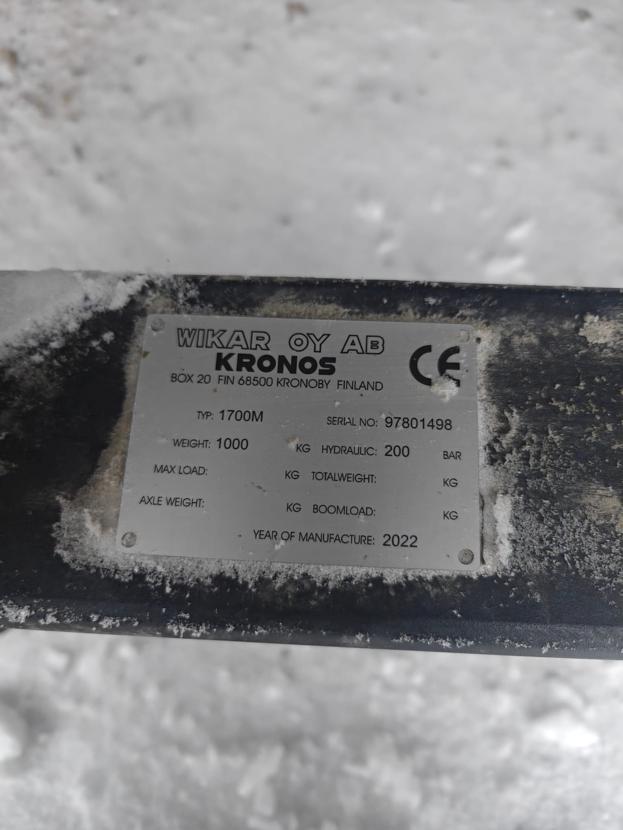 WIKAR OY AB
KRONOS
CE
BOX 20 FIN 68500 KRONOBY FINLAND
TYP: 1700M SERIAL NO: 97801498
WEIGHT: 1000 KG HYDRAULIC: 200 BAR
MAX LOAD: KG TOTALWEIGHT: KG
AXLE WEIGHT: KG BOOMLOAD: KG
YEAR OF MANUFACTURE: 2022